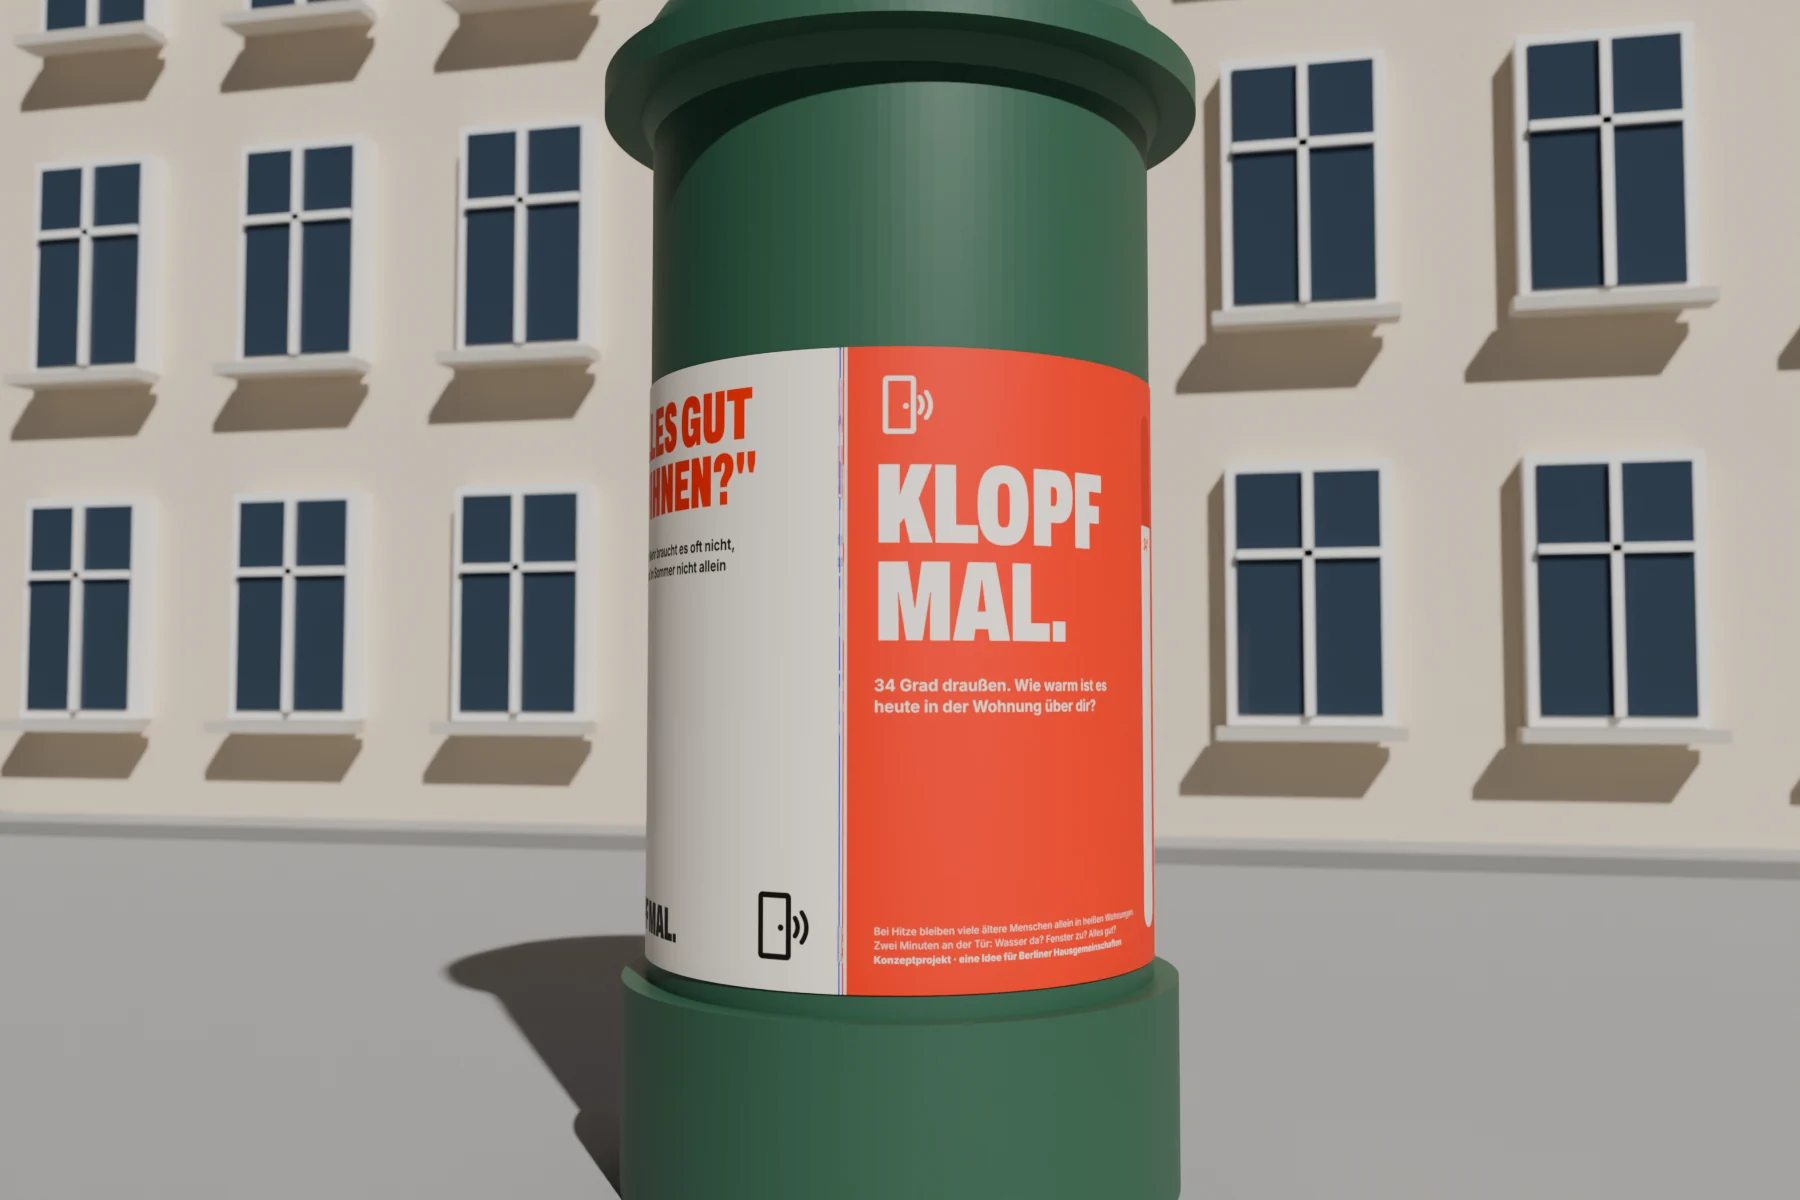 GUT
braucht es oft nicht,
Sommer nicht allein
MAL.
KLOPF
MAL.
34 Grad draußen. Wie warm ist es
heute in der Wohnung über dir?
Bei Hitze bleiben viele ältere Menschen allein in heißen Wohnungen.
Zwei Minuten an der Tür: Wasser da? Fenster zu? Alles gut?
Konzeptprojekt · eine Idee für Berliner Hausgemeinschaften